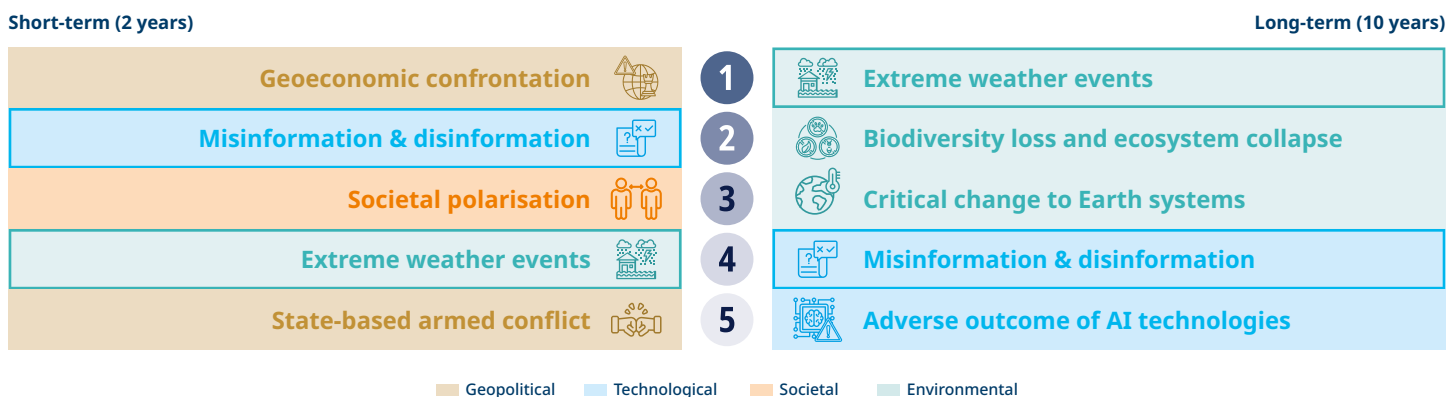 Short-term (2 years) Long-term (10 years)
Geoeconomic confrontation 1 Extreme weather events
Misinformation & disinformation 2 Biodiversity loss and ecosystem collapse
Societal polarisation 3 Critical change to Earth systems
Extreme weather events 4 Misinformation & disinformation
State-based armed conflict 5 Adverse outcome of AI technologies
Geopolitical Technological Societal Environmental